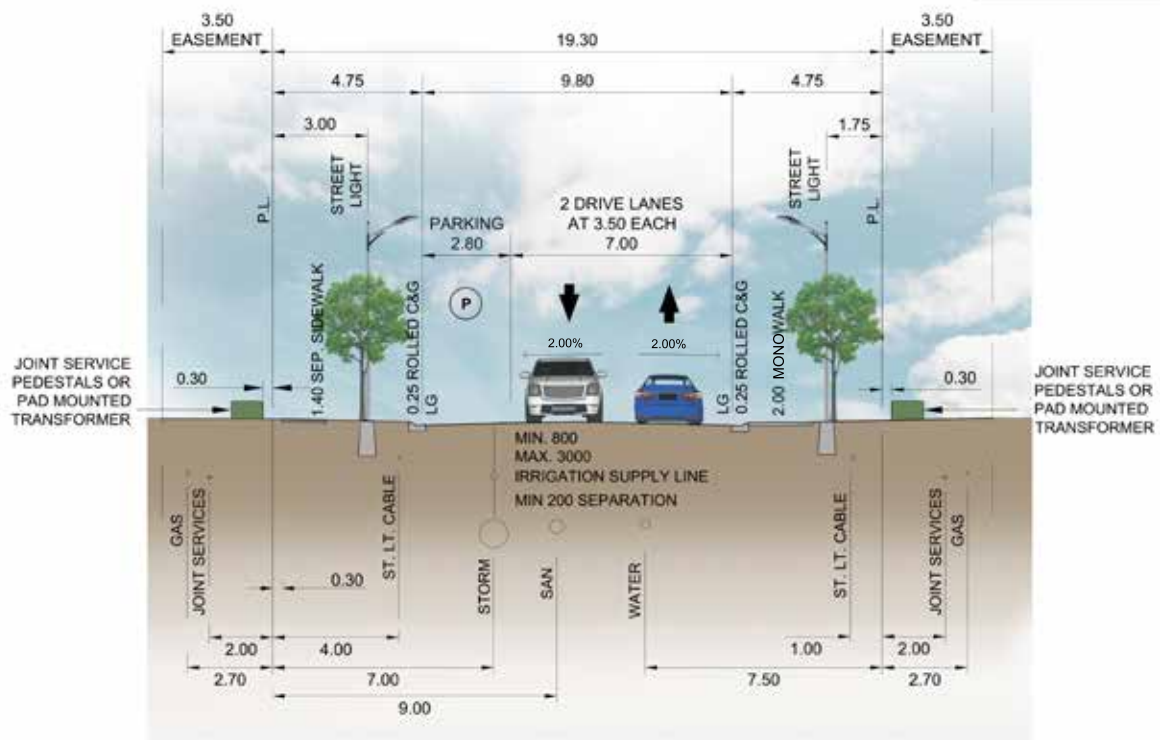 3.50
EASEMENT
19.30
3.50
EASEMENT
4.75
9.80
4.75
3.00
1.75
P.L.
STREET
LIGHT
PARKING
2.80
2 DRIVE LANES
AT 3.50 EACH
7.00
STREET
LIGHT
P.L.
1.40 SEP. SIDEWALK
0.25 ROLLED C&G
LG
P
2.00%
2.00%
LG
0.25 ROLLED C&G
2.00 MONOWALK
JOINT SERVICE
PEDESTALS OR
PAD MOUNTED
TRANSFORMER
0.30
0.30
JOINT SERVICE
PEDESTALS OR
PAD MOUNTED
TRANSFORMER
MIN. 800
MAX. 3000
IRRIGATION SUPPLY LINE
MIN 200 SEPARATION
GAS
JOINT SERVICES
0.30
ST. LT. CABLE
STORM
SAN
WATER
ST. LT. CABLE
JOINT SERVICES
GAS
2.00
4.00
1.00
2.00
2.70
7.00
7.50
2.70
9.00